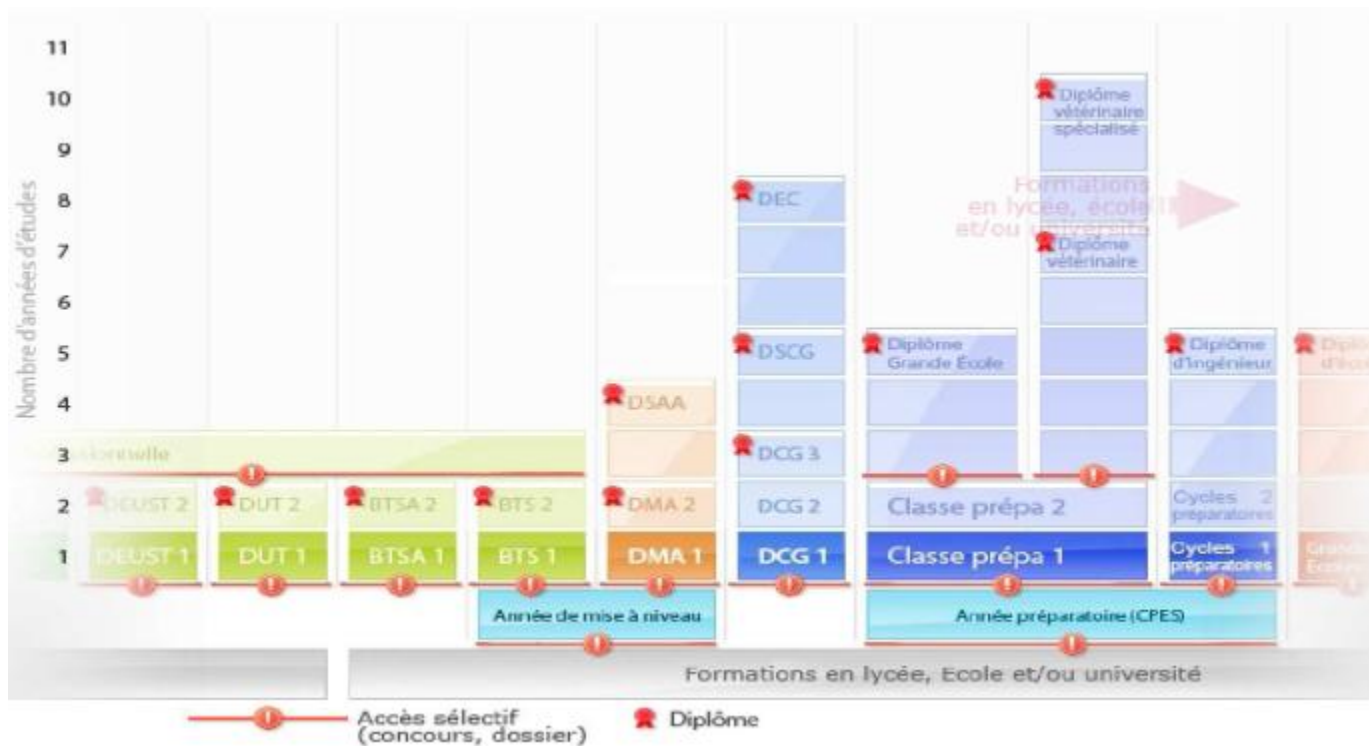 Nombre d'années d'études
11
10
9
8
7
6
5
4
3
2
1
Diplôme
vétérinaire
spécialisé
Formations
en lycée, école
et/ou université
DEC
Diplôme
vétérinaire
DSCG
Diplôme
Grande École
Diplôme
d'ingénieur
DSAA
DCG 3
DEUST 2
DUT 2
BTSA 2
BTS 2
DMA 2
DCG 2
Classe prépa 2
Cycles 2
préparatoires
DEUST 1
DUT 1
BTSA 1
BTS 1
DMA 1
DCG 1
Classe prépa 1
Cycles 1
préparatoires
Année de mise à niveau
Année préparatoire (CPES)
Formations en lycée, Ecole et/ou université
Accès sélectif
(concours, dossier)
Diplôme